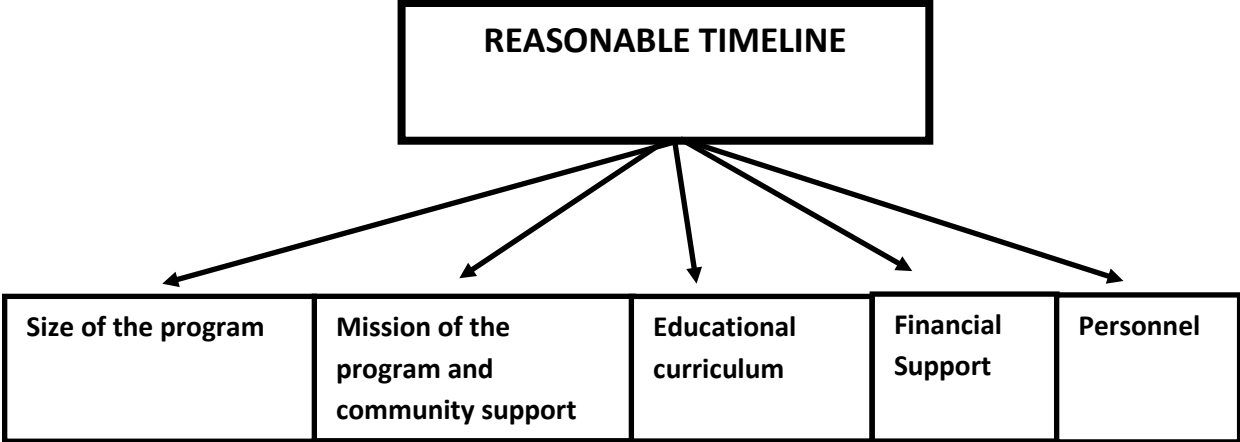 REASONABLE TIMELINE
Size of the program
Mission of the
program and
community support
Educational
curriculum
Financial
Support
Personnel